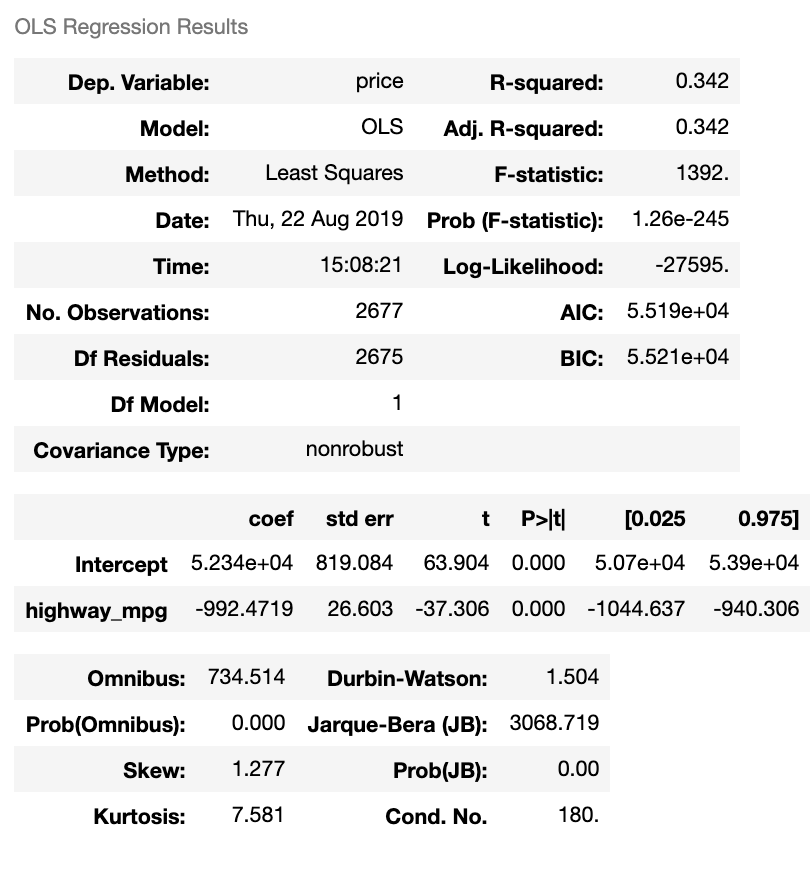 OLS Regression Results
Dep. Variable: price R-squared: 0.342
Model: OLS Adj. R-squared: 0.342
Method: Least Squares F-statistic: 1392.
Date: Thu, 22 Aug 2019 Prob (F-statistic): 1.26e-245
Time: 15:08:21 Log-Likelihood: -27595.
No. Observations: 2677 AIC: 5.519e+04
Df Residuals: 2675 BIC: 5.521e+04
Df Model: 1
Covariance Type: nonrobust
coef std err t P>|t| [0.025 0.975]
Intercept 5.234e+04 819.084 63.904 0.000 5.07e+04 5.39e+04
highway_mpg -992.4719 26.603 -37.306 0.000 -1044.637 -940.306
Omnibus: 734.514 Durbin-Watson: 1.504
Prob(Omnibus): 0.000 Jarque-Bera (JB): 3068.719
Skew: 1.277 Prob(JB): 0.00
Kurtosis: 7.581 Cond. No. 180.